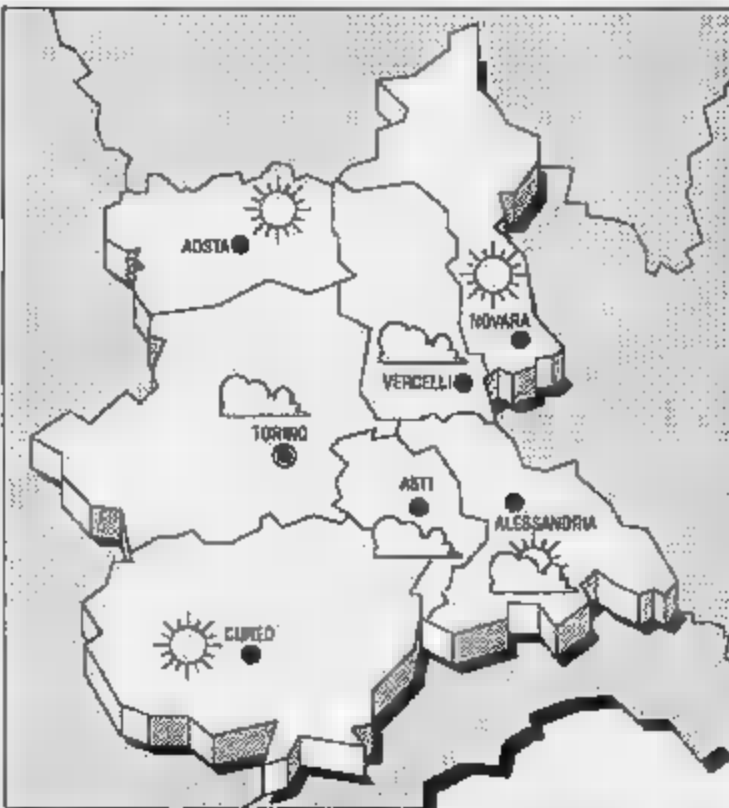 AOSTA
NOVARA
VERCELLI
TORINO
ASTI
ALESSANDRIA
CUNEO